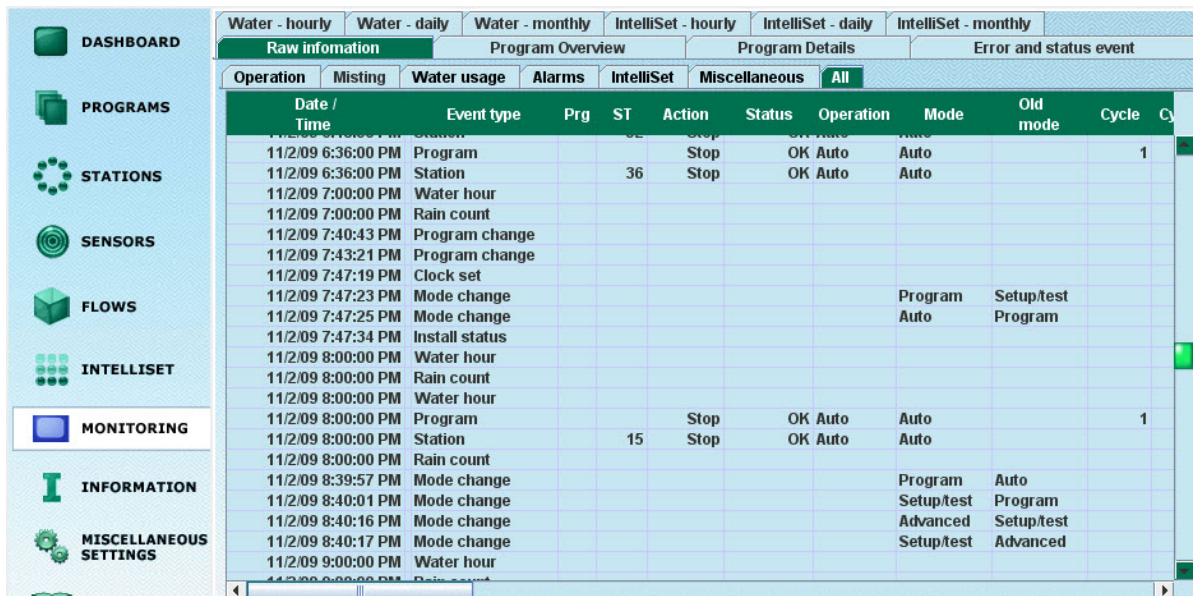 Water - hourly Water - daily Water - monthly IntelliSet - hourly IntelliSet - daily IntelliSet - monthly
Raw infomation Program Overview Program Details Error and status event
Operation Misting Water usage Alarms IntelliSet Miscellaneous All
Date / Time Event type Prg ST Action Status Operation Mode Old mode Cycle Cy
11/2/09 6:36:00 PM Program Stop OK Auto Auto 1
11/2/09 6:36:00 PM Station 36 Stop OK Auto Auto
11/2/09 7:00:00 PM Water hour
11/2/09 7:00:00 PM Rain count
11/2/09 7:40:43 PM Program change
11/2/09 7:43:21 PM Program change
11/2/09 7:47:19 PM Clock set
11/2/09 7:47:23 PM Mode change Program Setup/test
11/2/09 7:47:25 PM Mode change Auto Program
11/2/09 7:47:34 PM Install status
11/2/09 8:00:00 PM Water hour
11/2/09 8:00:00 PM Rain count
11/2/09 8:00:00 PM Water hour
11/2/09 8:00:00 PM Program Stop OK Auto Auto 1
11/2/09 8:00:00 PM Station 15 Stop OK Auto Auto
11/2/09 8:00:00 PM Rain count
11/2/09 8:39:57 PM Mode change Program Auto
11/2/09 8:40:01 PM Mode change Setup/test Program
11/2/09 8:40:16 PM Mode change Advanced Setup/test
11/2/09 8:40:17 PM Mode change Setup/test Advanced
11/2/09 9:00:00 PM Water hour
DASHBOARD
PROGRAMS
STATIONS
SENSORS
FLOWS
INTELLISET
MONITORING
INFORMATION
MISCELLANEOUS
SETTINGS